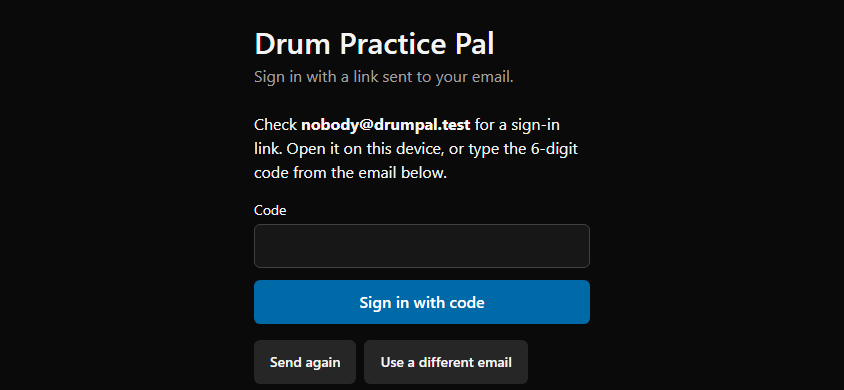 Drum Practice Pal
Sign in with a link sent to your email.
Check nobody@drumpal.test for a sign-in
link. Open it on this device, or type the 6-digit
code from the email below.
Code
Sign in with code
Send again
Use a different email